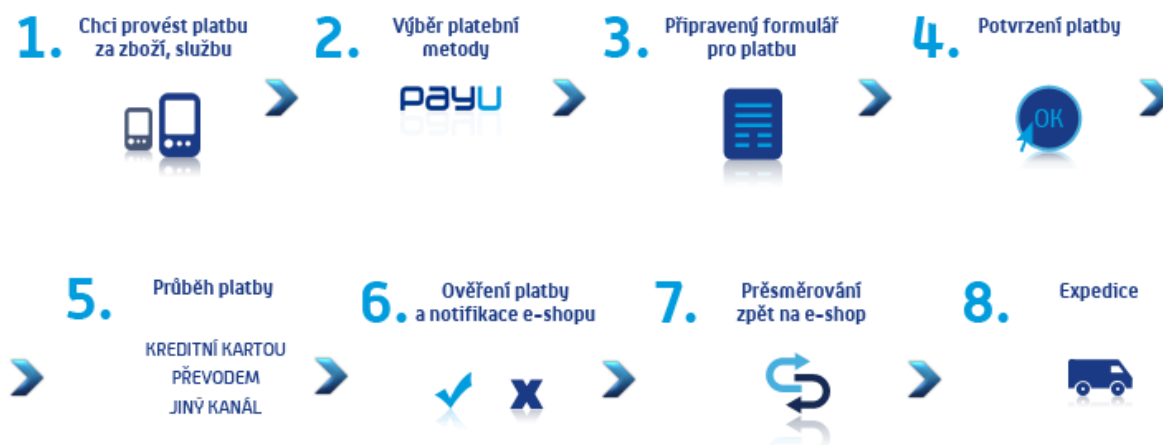 1. Chci provést platbu
za zboží, službu
2. Výběr platební
metody
PayU
3. Připravený formulář
pro platbu
4. Potvrzení platby
OK
5. Průběh platby
KREDITNÍ KARTOU
PŘEVODEM
JINÝ KANÁL
6. Ověření platby
a notifikace e-shopu
7. Přěsměrování
zpět na e-shop
8. Expedice